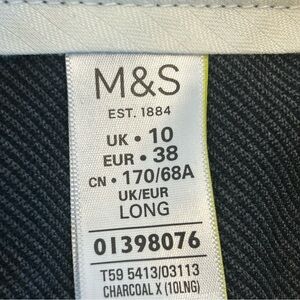 M&S
EST. 1884
UK • 10
EUR • 38
CN • 170/68A
UK/EUR
LONG
01398076
T59 5413/03113
CHARCOAL X (10LNG)